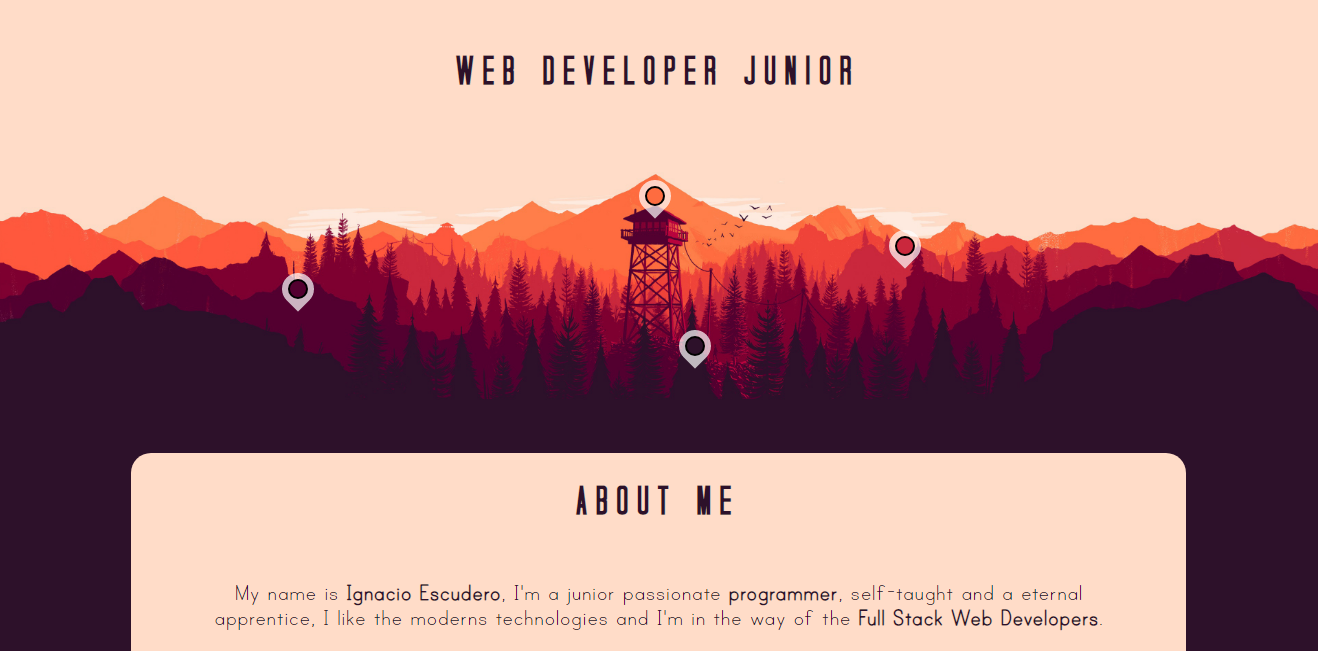 WEB DEVELOPER JUNIOR
ABOUT ME
My name is Ignacio Escudero, I'm a junior passionate programmer, self-taught and a eternal
apprentice, I like the moderns technologies and I'm in the way of the Full Stack Web Developers.